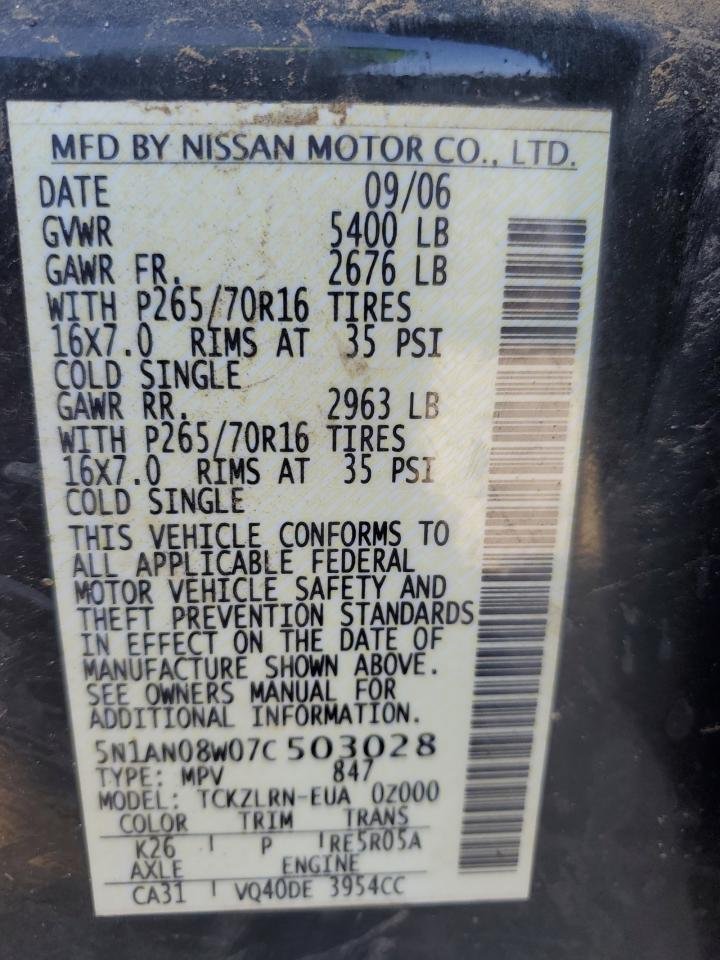 MFD BY NISSAN MOTOR CO., LTD.
DATE 09/06
GVWR 5400 LB
GAWR FR. 2676 LB
WITH P265/70R16 TIRES
16X7.0 RIMS AT 35 PSI
COLD SINGLE
GAWR RR. 2963 LB
WITH P265/70R16 TIRES
16X7.0 RIMS AT 35 PSI
COLD SINGLE
THIS VEHICLE CONFORMS TO
ALL APPLICABLE FEDERAL
MOTOR VEHICLE SAFETY AND
THEFT PREVENTION STANDARDS
IN EFFECT ON THE DATE OF
MANUFACTURE SHOWN ABOVE.
SEE OWNERS MANUAL FOR
ADDITIONAL INFORMATION.
5N1AN08W07C503028
TYPE: MPV 847
MODEL: TCKZLRN-EUA 0Z000
COLOR TRIM TRANS
K26 P RE5R05A
AXLE ENGINE
CA31 VQ40DE 3954CC